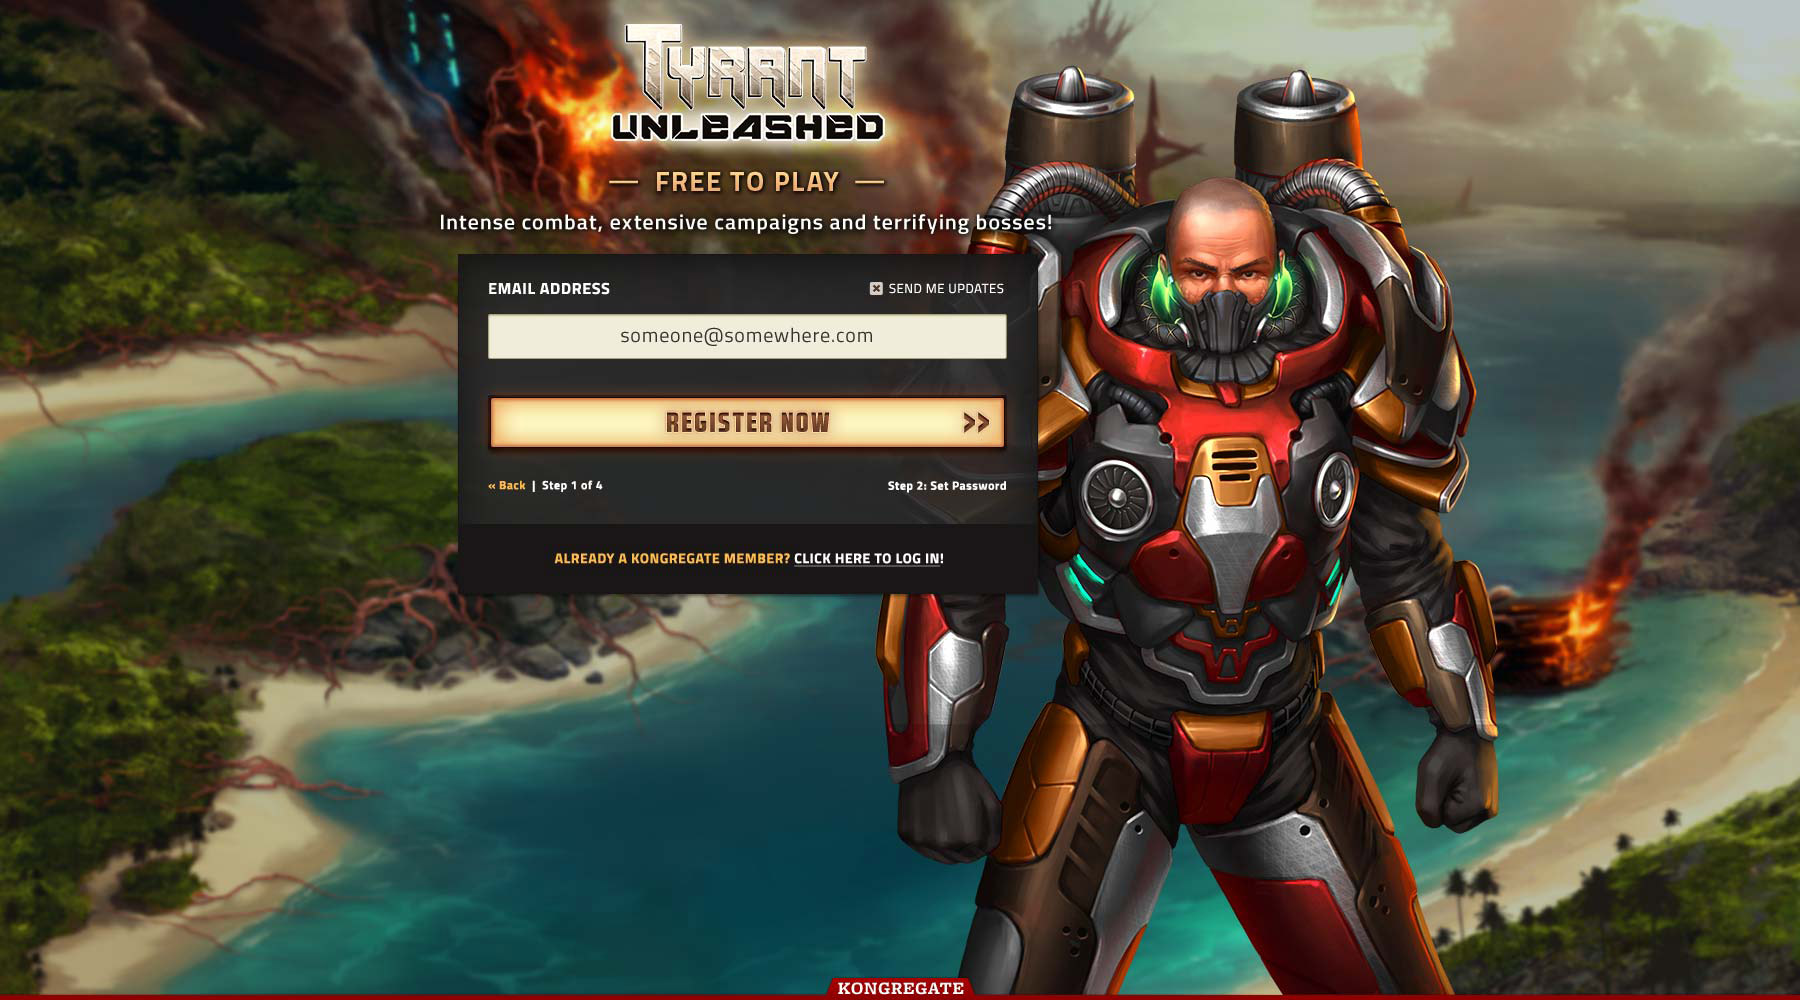 TYRANT
UNLEASHED
— FREE TO PLAY —
Intense combat, extensive campaigns and terrifying bosses!
EMAIL ADDRESS
SEND ME UPDATES
someone@somewhere.com
REGISTER NOW >>
« Back | Step 1 of 4
Step 2: Set Password
ALREADY A KONGREGATE MEMBER? CLICK HERE TO LOG IN!
KONGREGATE